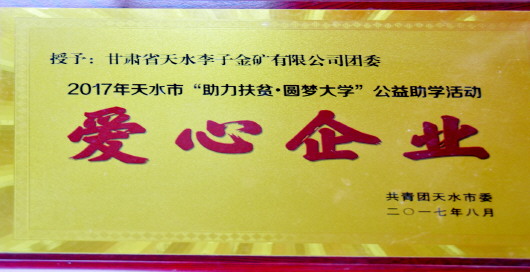 授予：甘肃省天水李子金矿有限公司团委
2017年天水市“助力扶贫·圆梦大学”公益助学活动
爱心企业
共青团天水市委
二〇一七年八月